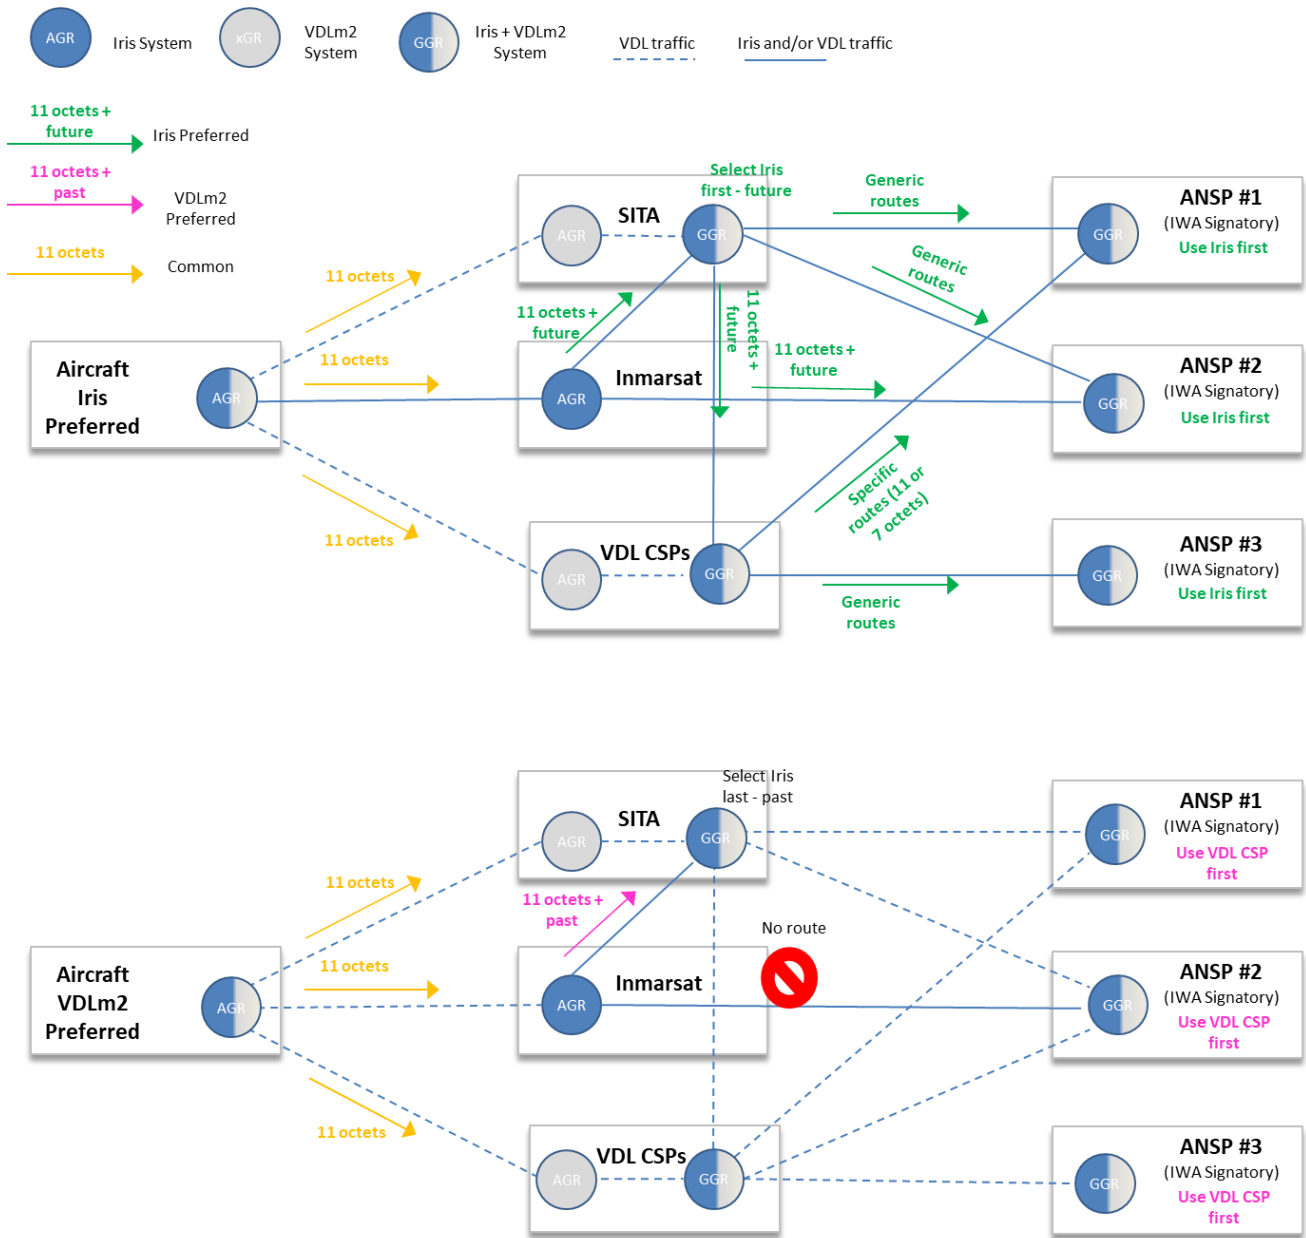 AGR
Iris System
xGR
VDLm2
System
GGR
Iris + VDLm2
System
VDL traffic
Iris and/or VDL traffic
11 octets +
future
Iris Preferred
11 octets +
past
VDLm2
Preferred
11 octets
Common
Aircraft
Iris
Preferred
AGR
11 octets
11 octets
11 octets
SITA
AGR
GGR
Select Iris
first - future
11 octets +
future
11 octets +
future
Inmarsat
AGR
11 octets +
future
VDL CSPs
AGR
GGR
Generic
routes
Generic
routes
Specific
routes (11 or
7 octets)
Generic
routes
GGR
ANSP #1
(IWA Signatory)
Use Iris first
GGR
ANSP #2
(IWA Signatory)
Use Iris first
GGR
ANSP #3
(IWA Signatory)
Use Iris first
Aircraft
VDLm2
Preferred
AGR
11 octets
11 octets
11 octets
SITA
AGR
GGR
Select Iris
last - past
11 octets +
past
Inmarsat
AGR
No route
VDL CSPs
AGR
GGR
GGR
ANSP #1
(IWA Signatory)
Use VDL CSP
first
GGR
ANSP #2
(IWA Signatory)
Use VDL CSP
first
GGR
ANSP #3
(IWA Signatory)
Use VDL CSP
first